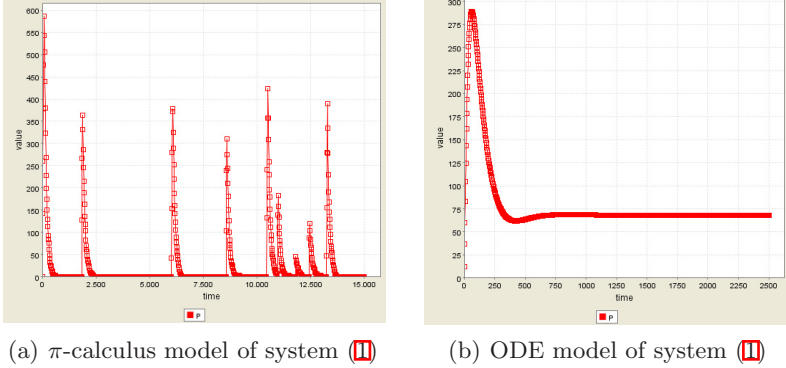 600
550
500
450
400
350
300
250
200
150
100
50
0
value
0 2.500 5.000 7.500 10.000 12.500 15.000
time
P
(a) π-calculus model of system (1)
300
275
250
225
200
175
150
125
100
75
50
25
0
value
0 250 500 750 1000 1250 1500 1750 2000 2250 2500
time
P
(b) ODE model of system (1)